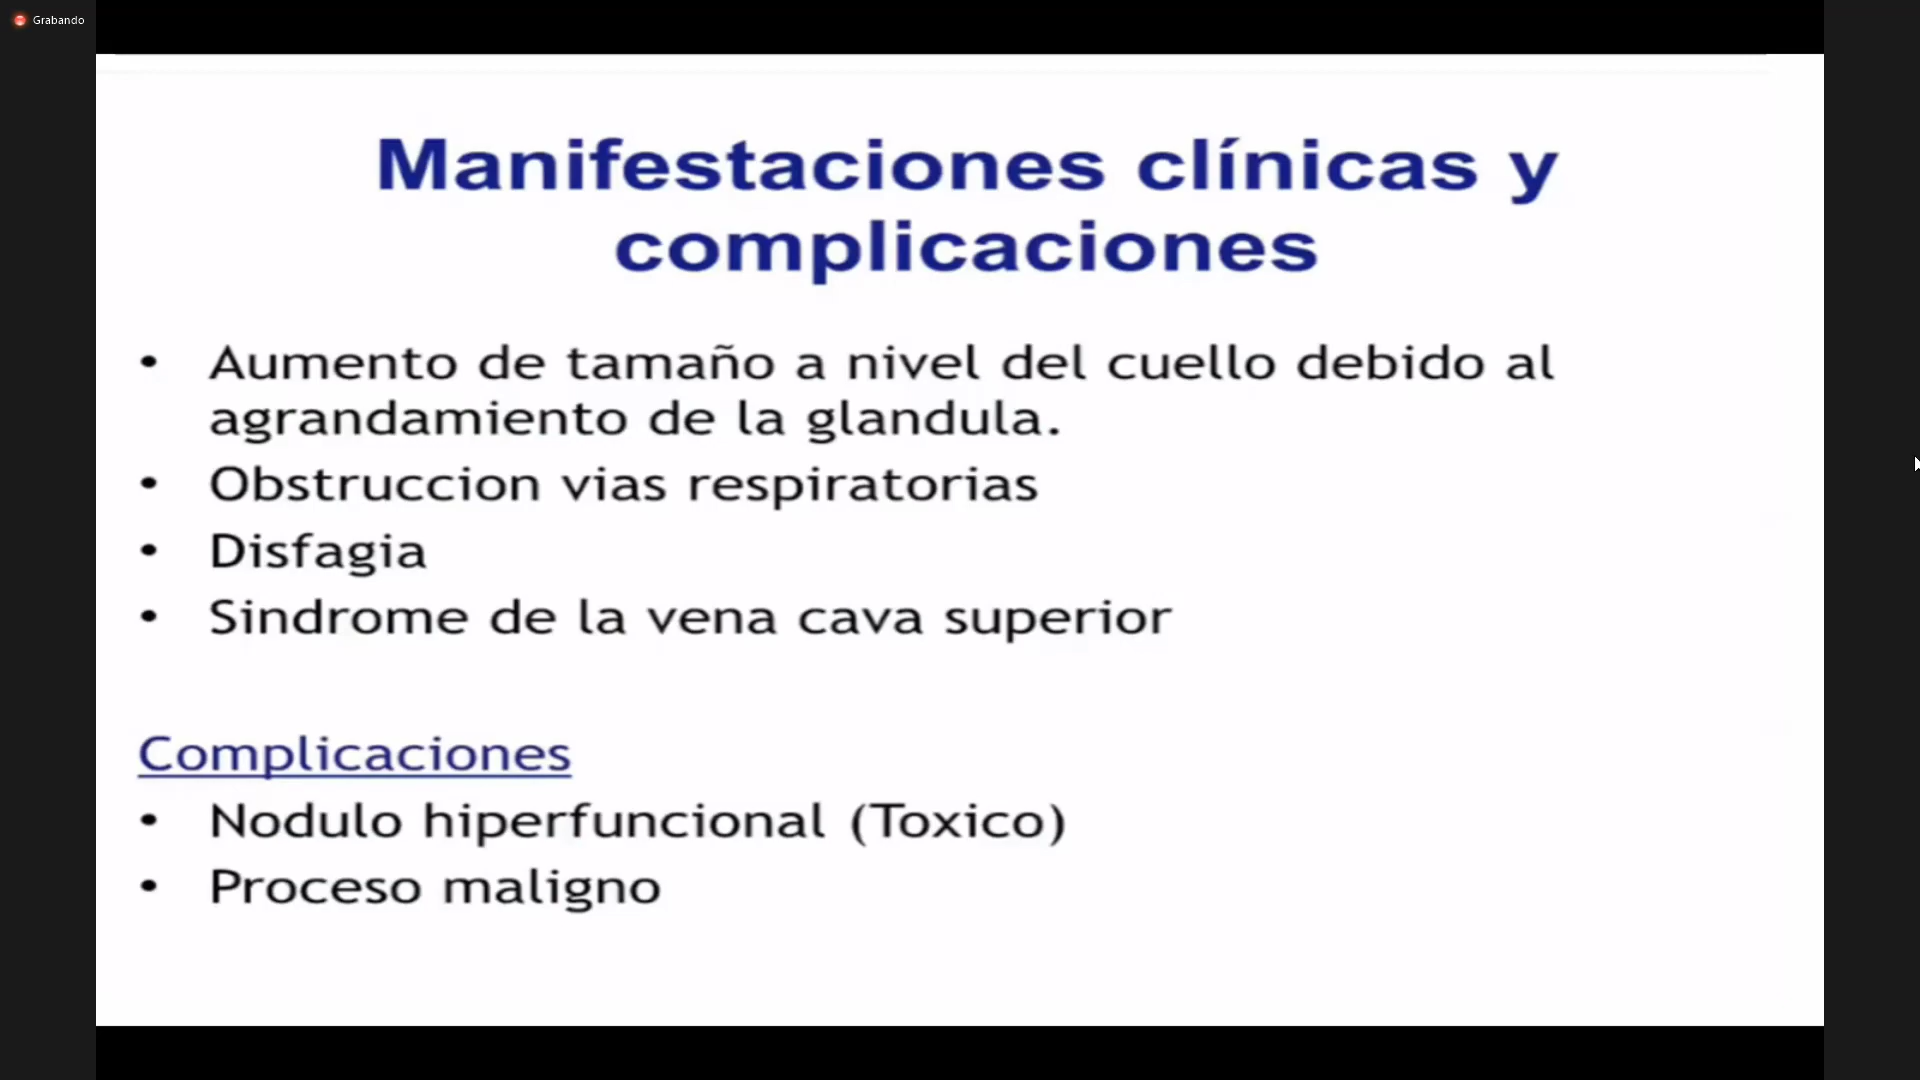 Grabando
Manifestaciones clínicas y
complicaciones
• Aumento de tamaño a nivel del cuello debido al
agrandamiento de la glandula.
• Obstruccion vias respiratorias
• Disfagia
• Sindrome de la vena cava superior
Complicaciones
• Nodulo hiperfuncional (Toxico)
• Proceso maligno